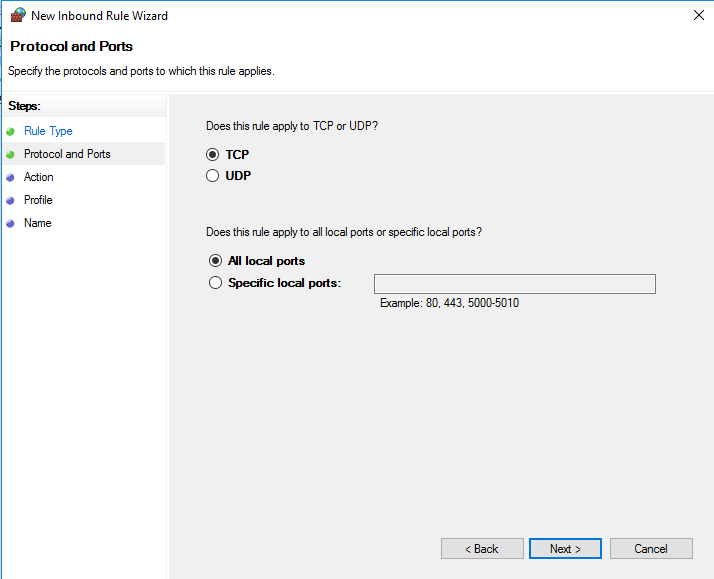 New Inbound Rule Wizard
Protocol and Ports
Specify the protocols and ports to which this rule applies.
Steps:
Rule Type
Protocol and Ports
Action
Profile
Name
Does this rule apply to TCP or UDP?
TCP
UDP
Does this rule apply to all local ports or specific local ports?
All local ports
Specific local ports:
Example: 80, 443, 5000-5010
< Back Next > Cancel